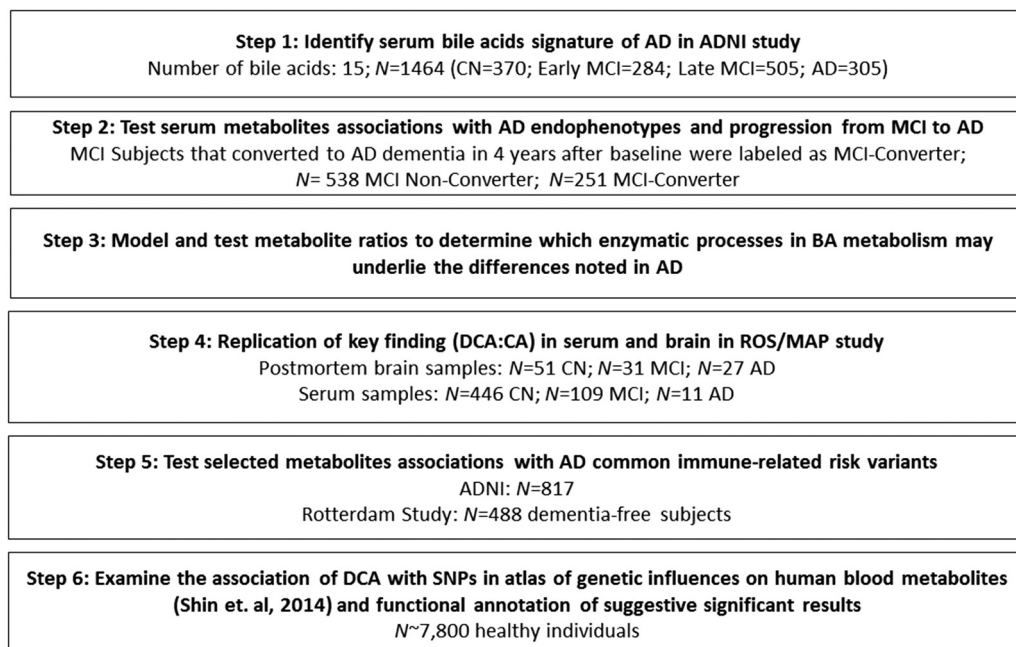 Step 1: Identify serum bile acids signature of AD in ADNI study
Number of bile acids: 15; N=1464 (CN=370; Early MCI=284; Late MCI=505; AD=305)
Step 2: Test serum metabolites associations with AD endophenotypes and progression from MCI to AD
MCI Subjects that converted to AD dementia in 4 years after baseline were labeled as MCI-Converter;
N= 538 MCI Non-Converter; N=251 MCI-Converter
Step 3: Model and test metabolite ratios to determine which enzymatic processes in BA metabolism may
underlie the differences noted in AD
Step 4: Replication of key finding (DCA:CA) in serum and brain in ROS/MAP study
Postmortem brain samples: N=51 CN; N=31 MCI; N=27 AD
Serum samples: N=446 CN; N=109 MCI; N=11 AD
Step 5: Test selected metabolites associations with AD common immune-related risk variants
ADNI: N=817
Rotterdam Study: N=488 dementia-free subjects
Step 6: Examine the association of DCA with SNPs in atlas of genetic influences on human blood metabolites
(Shin et. al, 2014) and functional annotation of suggestive significant results
N~7,800 healthy individuals